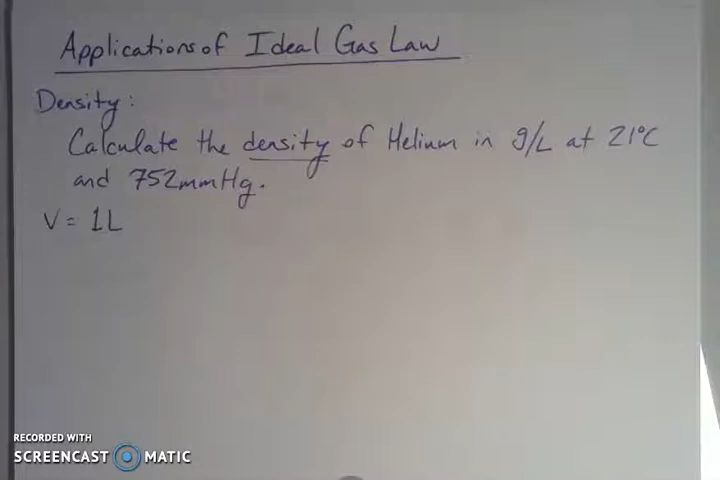 Applications of Ideal Gas Law
Density:
Calculate the density of Helium in g/L at 21°C
and 752mmHg.
V = 1L
RECORDED WITH
SCREENCAST MATIC